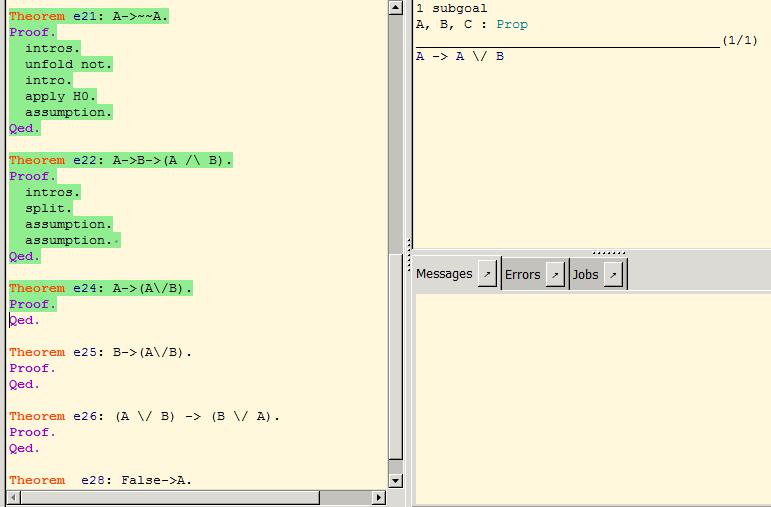 Theorem e21: A->~~A.
Proof.
intros.
unfold not.
intro.
apply H0.
assumption.
Qed.
Theorem e22: A->B->(A /\ B).
Proof.
intros.
split.
assumption.
assumption.
Qed.
Theorem e24: A->(A\/B).
Proof.
Qed.
Theorem e25: B->(A\/B).
Proof.
Qed.
Theorem e26: (A \/ B) -> (B \/ A).
Proof.
Qed.
Theorem  e28: False->A.
1 subgoal
A, B, C : Prop
(1/1)
A -> A \/ B
Messages Errors Jobs